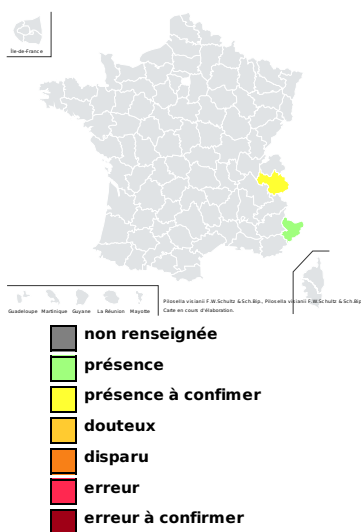 Île-de-France
Guadeloupe Martinique Guyane La Réunion Mayotte
Pilosella visianii F.W.Schultz & Sch.Bip., Pilosella visianii F.W.Schultz & Sch.Bip
Carte en cours d'élaboration.
non renseignée
présence
présence à confimer
douteux
disparu
erreur
erreur à confirmer